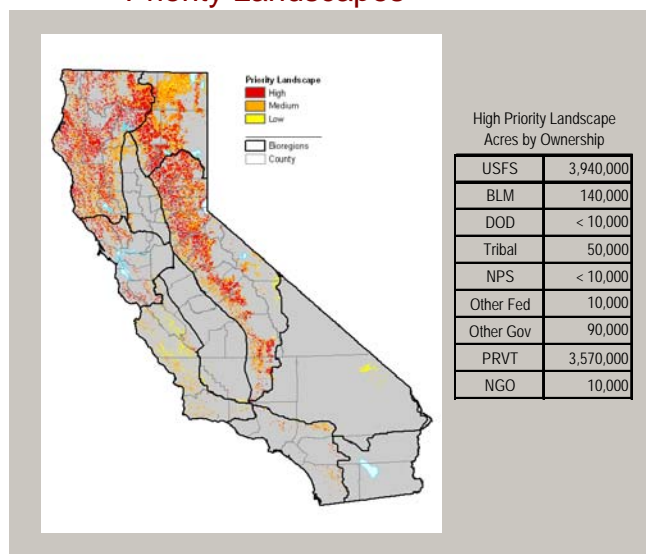 Priority Landscapes
Priority Landscape
High
Medium
Low
Bioregions
County
High Priority Landscape
Acres by Ownership
USFS 3,940,000
BLM 140,000
DOD < 10,000
Tribal 50,000
NPS < 10,000
Other Fed 10,000
Other Gov 90,000
PRVT 3,570,000
NGO 10,000